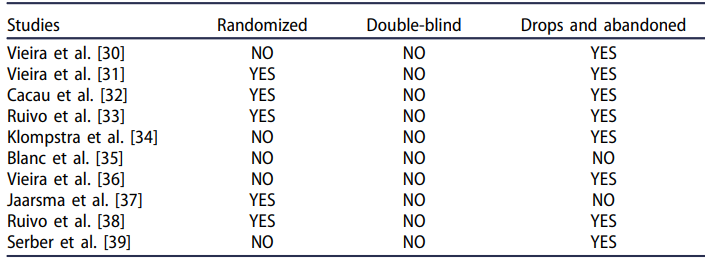 Studies Randomized Double-blind Drops and abandoned
Vieira et al. [30] NO NO YES
Vieira et al. [31] YES NO YES
Cacau et al. [32] YES NO YES
Ruivo et al. [33] YES NO YES
Klompstra et al. [34] NO NO YES
Blanc et al. [35] NO NO NO
Vieira et al. [36] NO NO YES
Jaarsma et al. [37] YES NO NO
Ruivo et al. [38] YES NO YES
Serber et al. [39] NO NO YES